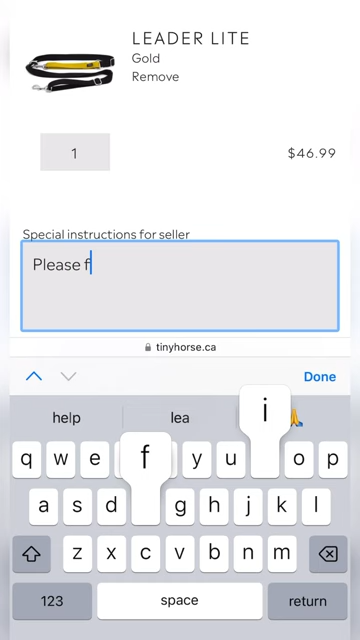 LEADER LITE
Gold
Remove
1
$46.99
Special instructions for seller
Please f
tinyhorse.ca
Done
help lea 🙏
q w e y u o p
f i
a s d g h j k l
z x c v b n m
123 space return